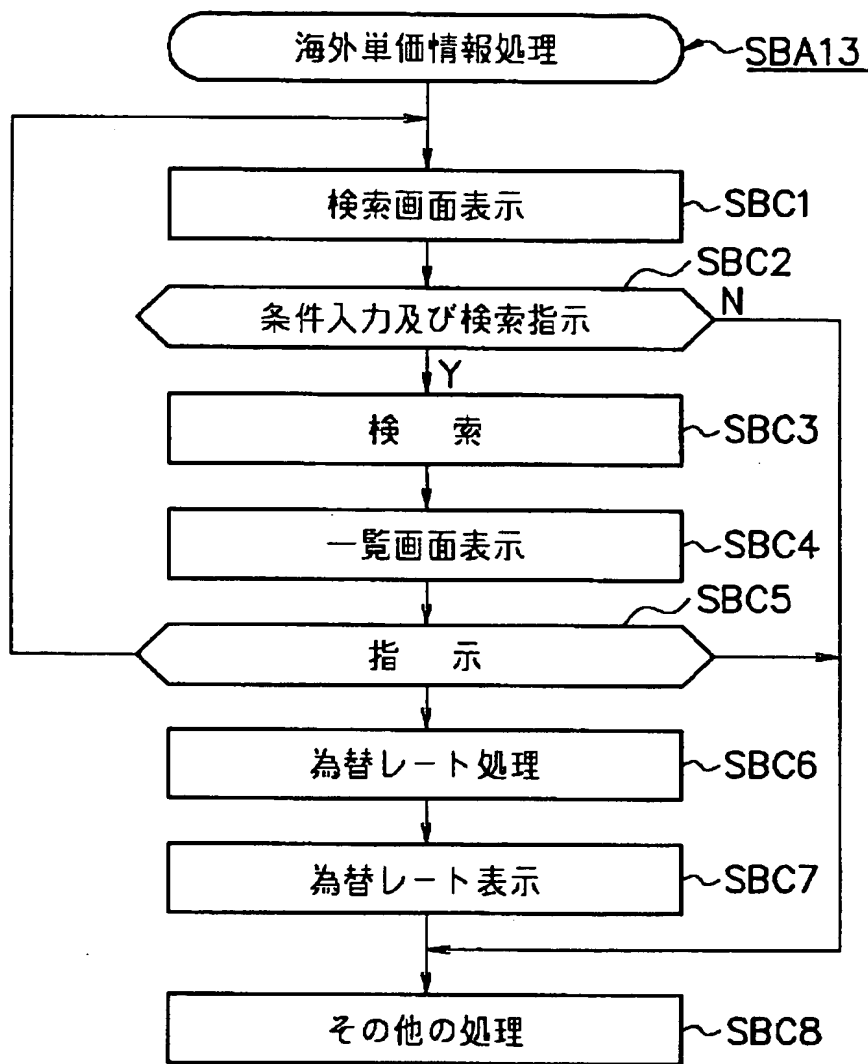 海外単価情報処理 SBA13
検索画面表示 SBC1
SBC2
条件入力及び検索指示 N
Y
検 索 SBC3
一覧画面表示 SBC4
SBC5
指 示
為替レート処理 SBC6
為替レート表示 SBC7
その他の処理 SBC8